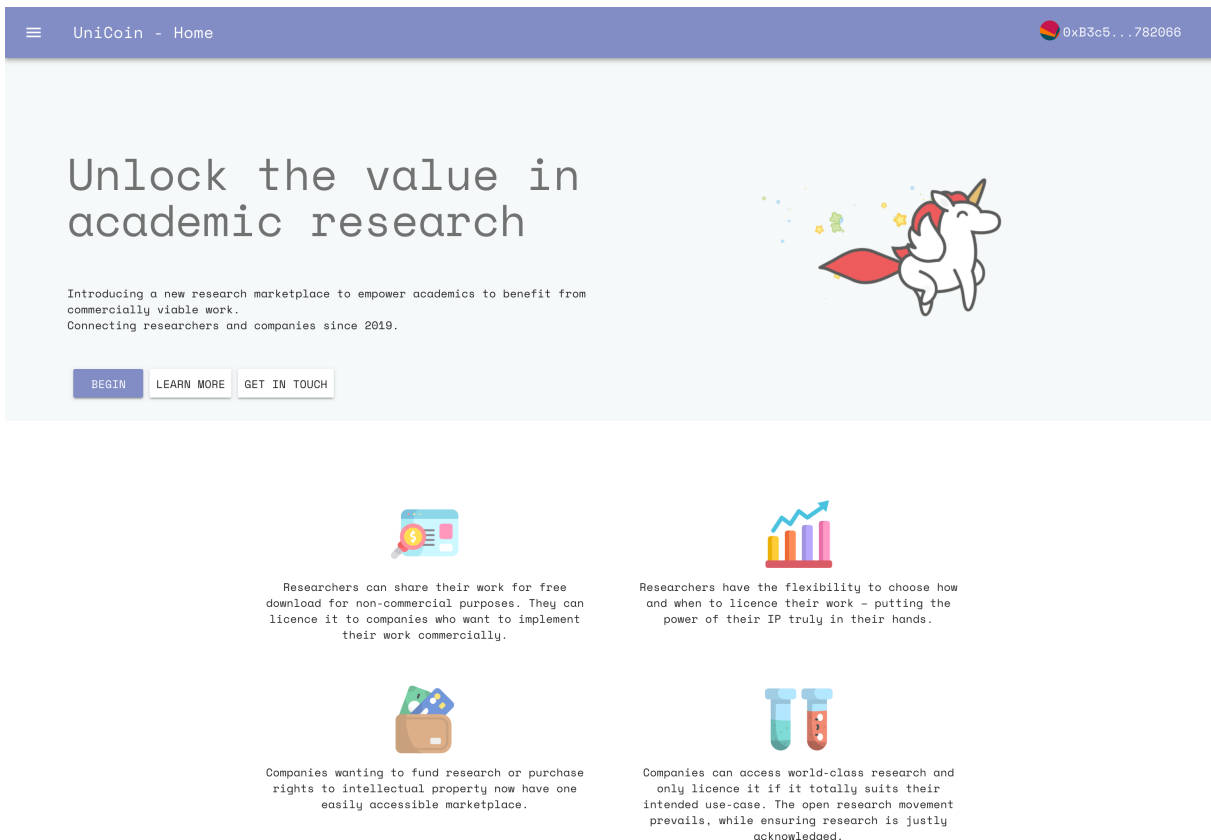 UniCoin - Home
0xB3c5...782066
Unlock the value in
academic research
Introducing a new research marketplace to empower academics to benefit from
commercially viable work.
Connecting researchers and companies since 2019.
BEGIN
LEARN MORE
GET IN TOUCH
Researchers can share their work for free
download for non-commercial purposes. They can
licence it to companies who want to implement
their work commercially.
Researchers have the flexibility to choose how
and when to licence their work – putting the
power of their IP truly in their hands.
Companies wanting to fund research or purchase
rights to intellectual property now have one
easily accessible marketplace.
Companies can access world-class research and
only licence it if it totally suits their
intended use-case. The open research movement
prevails, while ensuring research is justly
acknowledged.